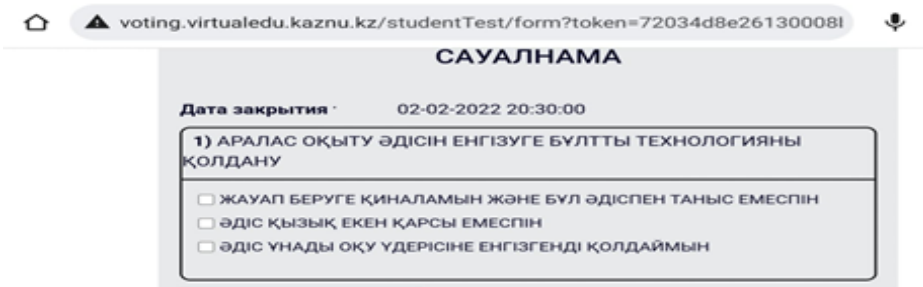 voting.virtualedu.kaznu.kz/studentTest/form?token=72034d8e26130008l
САУАЛНАМА
Дата закрытия 02-02-2022 20:30:00
1) АРАЛАС ОҚЫТУ ӘДІСІН ЕНГІЗУГЕ БҰЛТТЫ ТЕХНОЛОГИЯНЫ
ҚОЛДАНУ
ЖАУАП БЕРУГЕ ҚИНАЛАМЫН ЖӘНЕ БҰЛ ӘДІСПЕН ТАНЫС ЕМЕСПІН
ӘДІС ҚЫЗЫҚ ЕКЕН ҚАРСЫ ЕМЕСПІН
ӘДІС ҰНАДЫ ОҚУ ҮДЕРІСІНЕ ЕНГІЗГЕНДІ ҚОЛДАЙМЫН